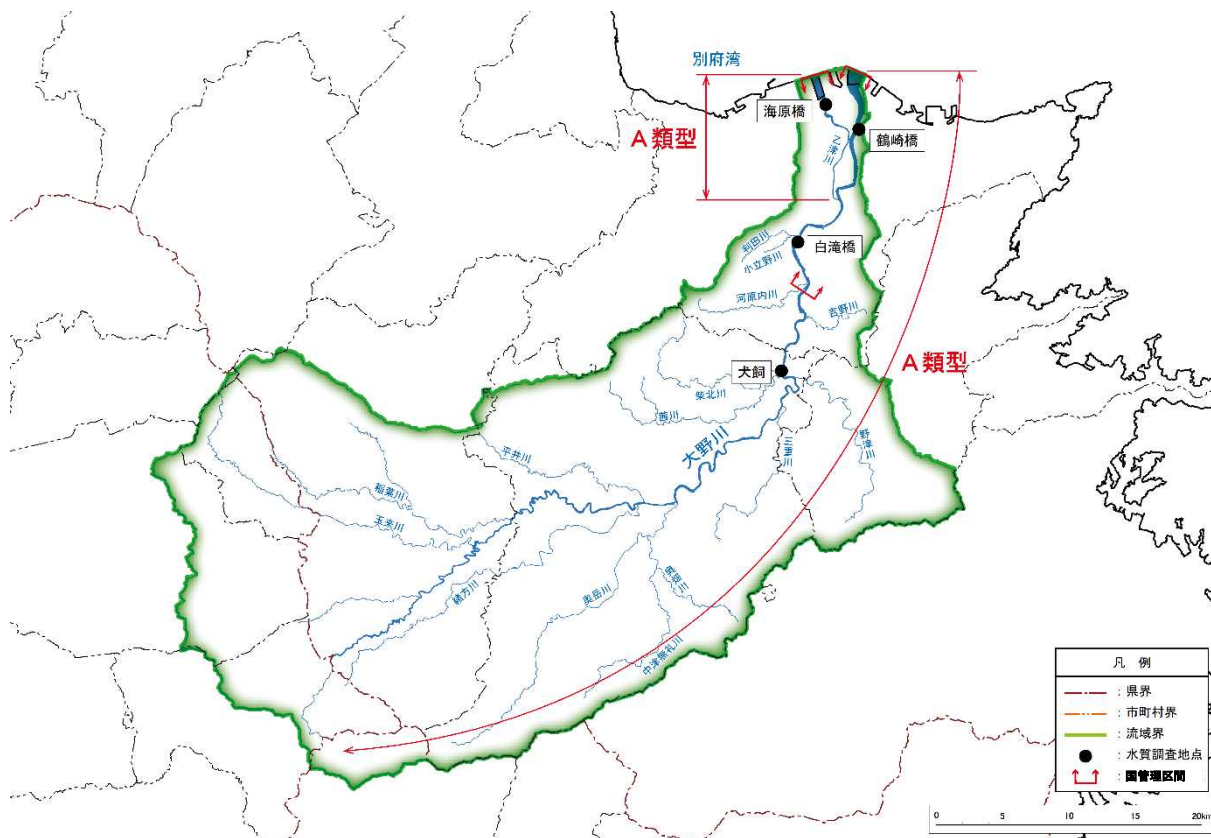 別府湾
海原橋
A類型
鶴崎橋
乙津川
白滝橋
判田川
小立野川
河原内川
吉野川
A類型
犬飼
柴北川
茜川
大野川
三重川
野津川
平井川
稲葉川
玉来川
緒方川
奥岳川
中津無礼川
凡 例
:県界
:市町村界
:流域界
:水質調査地点
:国管理区間
0 5 10 15 20km